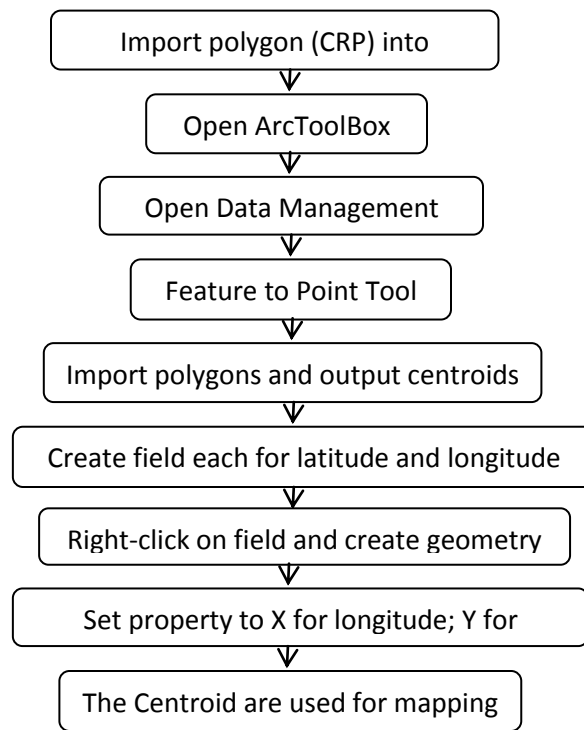 Import polygon (CRP) into
Open ArcToolBox
Open Data Management
Feature to Point Tool
Import polygons and output centroids
Create field each for latitude and longitude
Right-click on field and create geometry
Set property to X for longitude; Y for
The Centroid are used for mapping